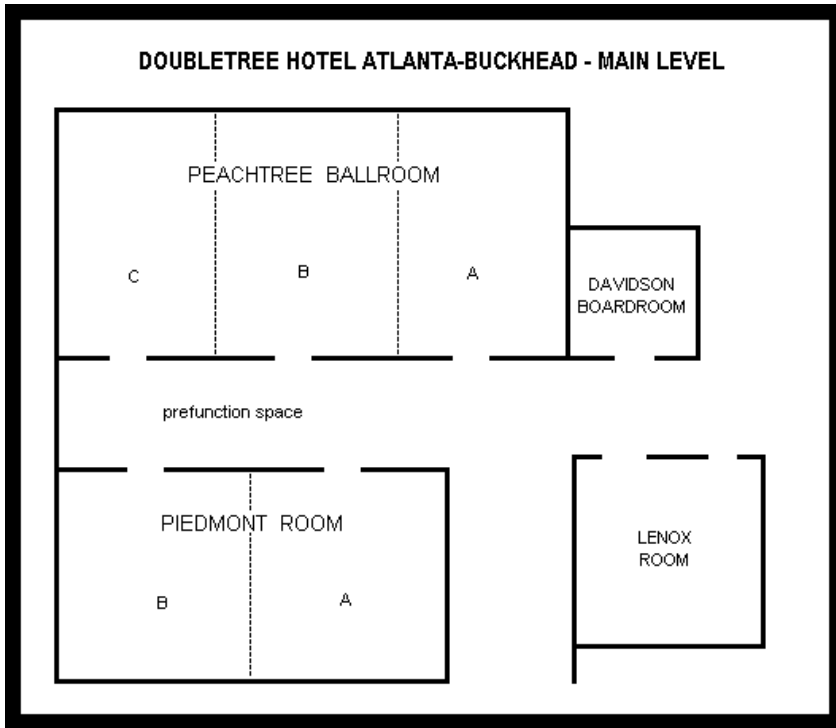 DOUBLETREE HOTEL ATLANTA-BUCKHEAD - MAIN LEVEL
PEACHTREE BALLROOM
C
B
A
DAVIDSON
BOARDROOM
prefunction space
PIEDMONT ROOM
B
A
LENOX
ROOM